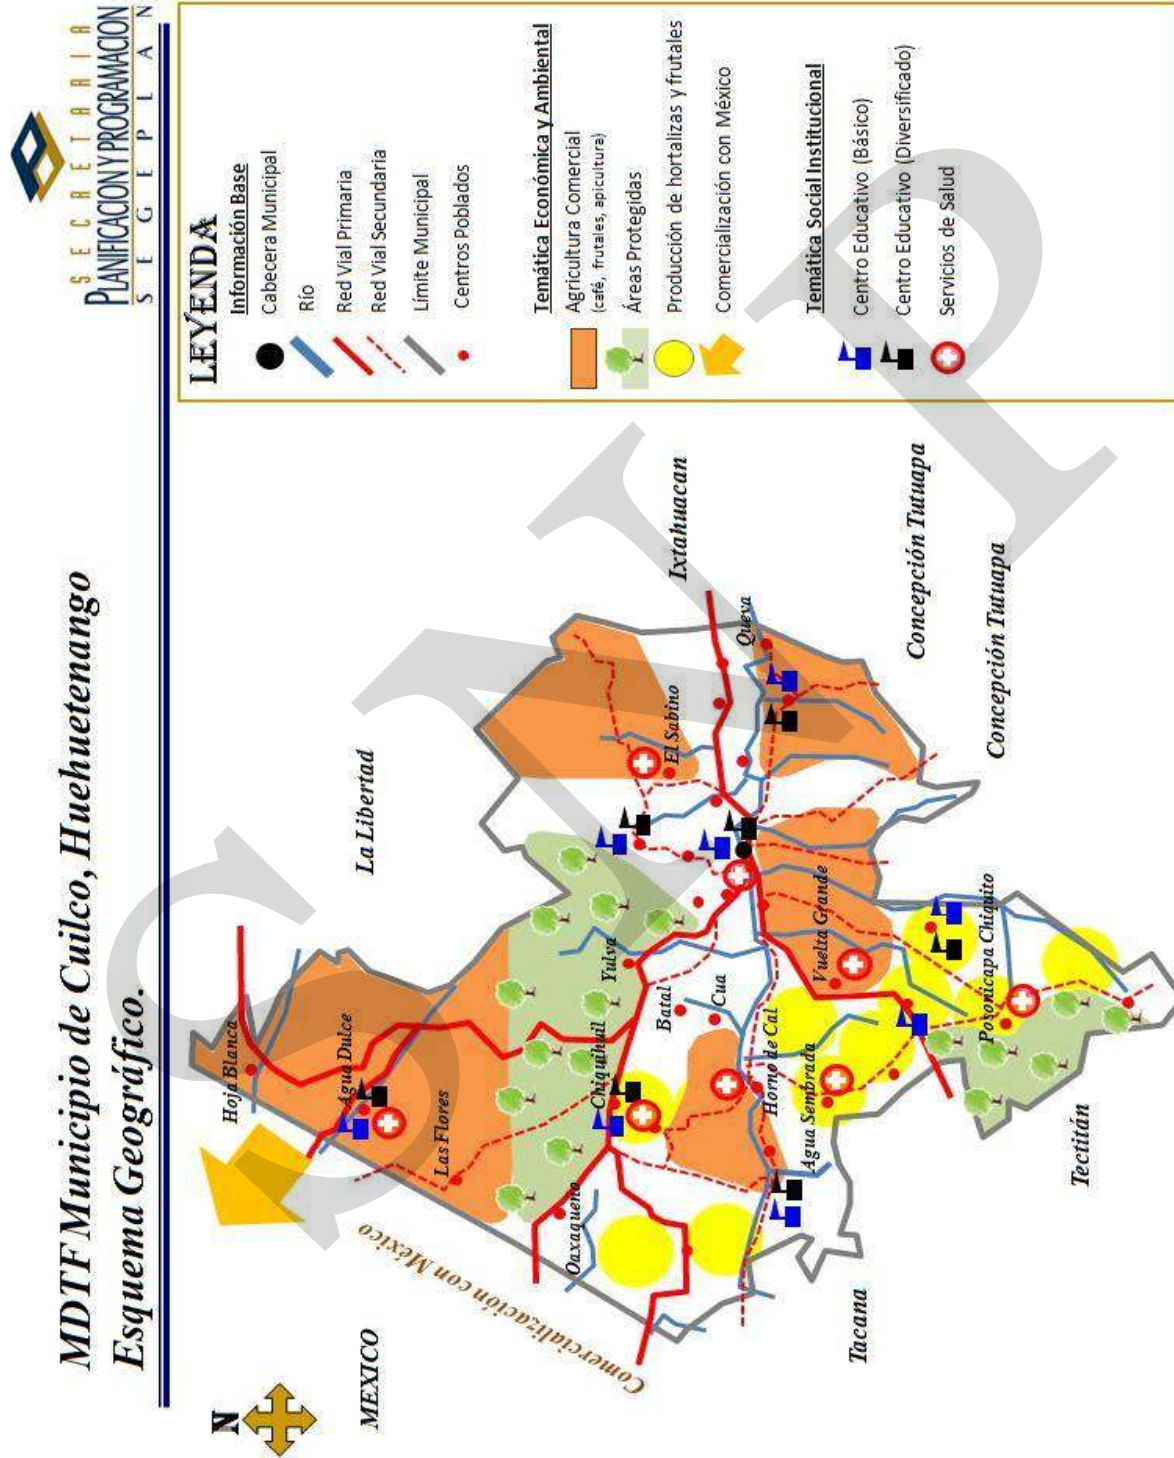 MDTF Municipio de Cuilco, Huehuetenango
Esquema Geográfico.
SECRETARIA
PLANIFICACION Y PROGRAMACION
SEGEPLAN
N
MEXICO
La Libertad
Ixtahuacan
Concepción Tutuapa
Concepción Tutuapa
Tectitán
Tacana
Comercialización con México
Hoja Blanca
Agua Dulce
Las Flores
Oaxaqueño
Chiquihuil
Yulva
Batal
Cua
Horno de Cal
Agua Sembrada
Vuelta Grande
Posonicapa Chiquito
El Sabino
Queva
LEYENDA
Información Base
Cabecera Municipal
Río
Red Vial Primaria
Red Vial Secundaria
Límite Municipal
Centros Poblados
Temática Económica y Ambiental
Agricultura Comercial
(café, frutales, apicultura)
Áreas Protegidas
Producción de hortalizas y frutales
Comercialización con México
Temática Social Institucional
Centro Educativo (Básico)
Centro Educativo (Diversificado)
Servicios de Salud
SNIP